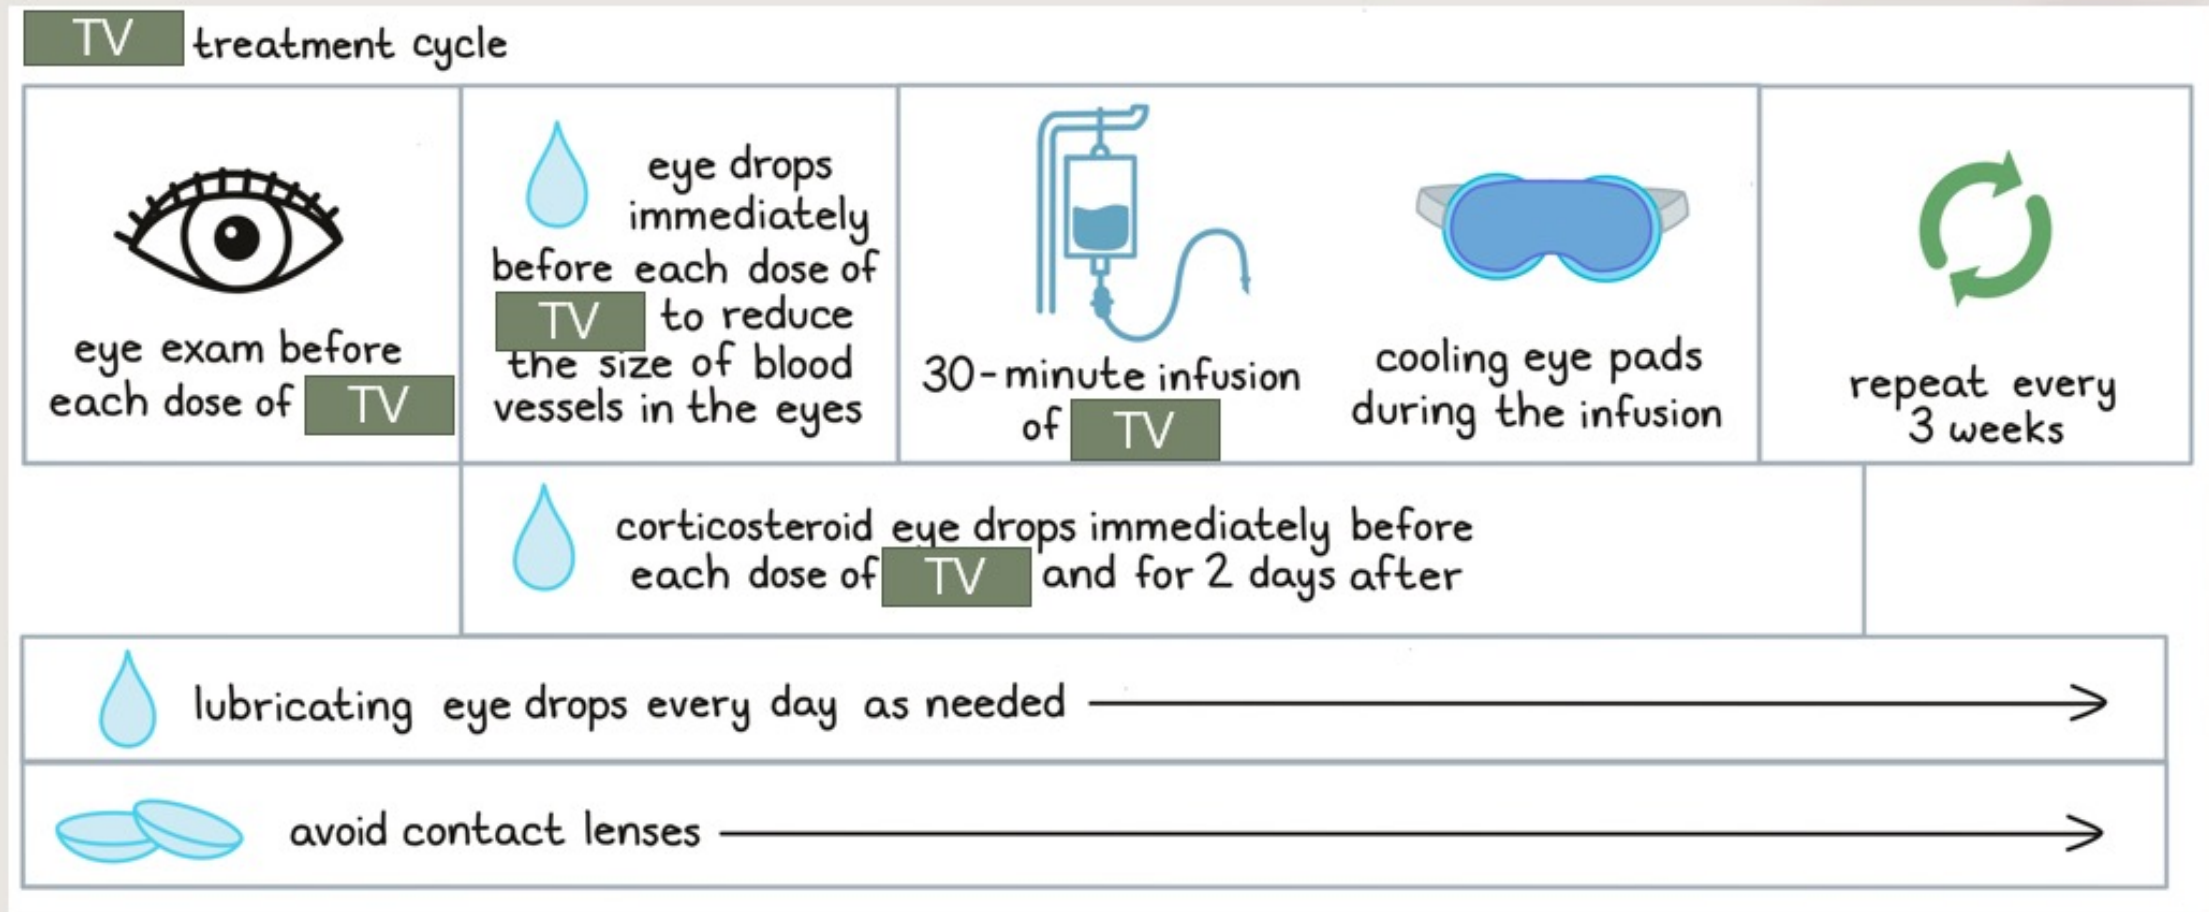 TV treatment cycle
eye exam before
each dose of TV
eye drops
immediately
before each dose of
TV to reduce
the size of blood
vessels in the eyes
30-minute infusion
of TV
cooling eye pads
during the infusion
repeat every
3 weeks
corticosteroid eye drops immediately before
each dose of TV and for 2 days after
lubricating eye drops every day as needed
avoid contact lenses